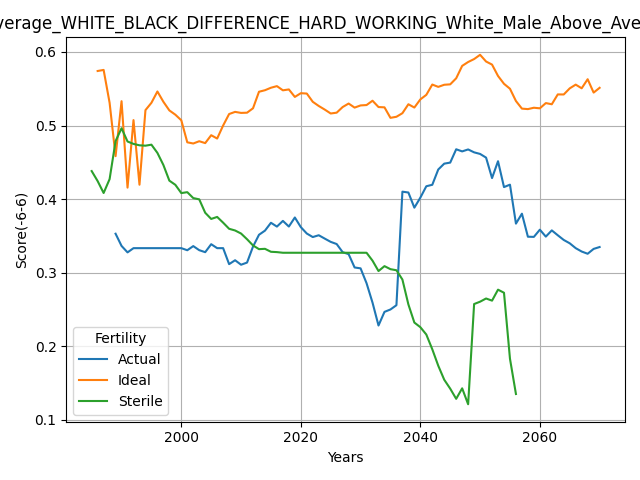 verage_WHITE_BLACK_DIFFERENCE_HARD_WORKING_White_Male_Above_Ave
0.6
0.5
0.4
0.3
0.2
0.1
Score(-6-6)
Fertility
Actual
Ideal
Sterile
2000 2020 2040 2060
Years